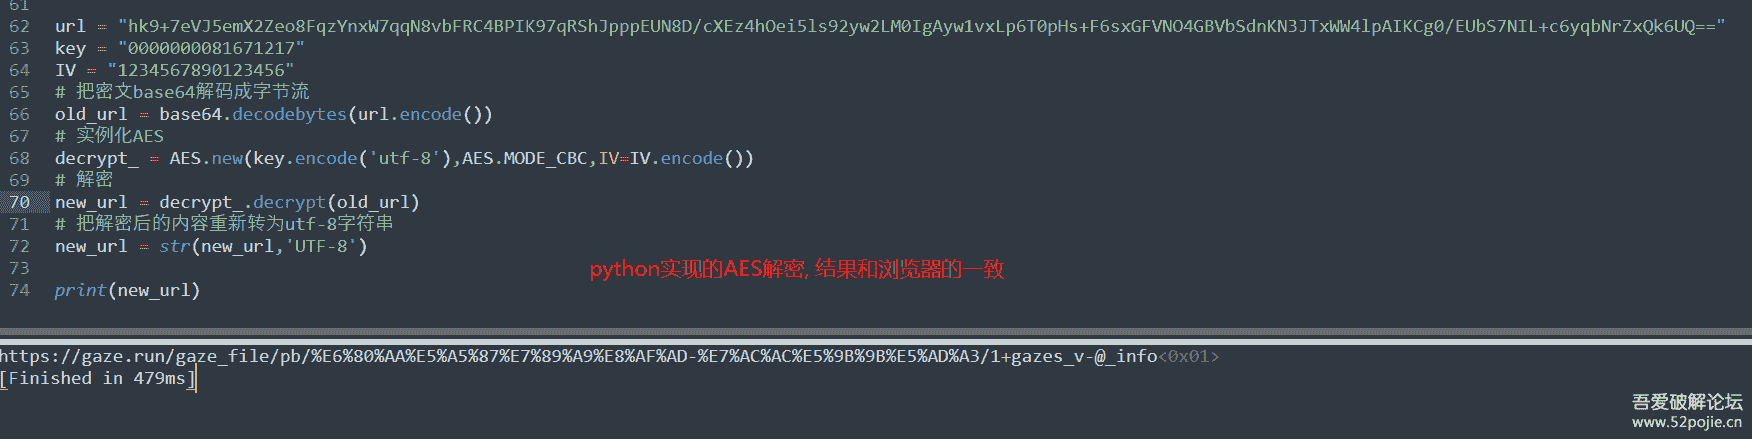 61
62 url = "hk9+7eVJ5emX2Zeo8FqzYnxW7qqN8vbFRC4BPIK97qRShJpppEUN8D/cXEz4hOei5ls92yw2LM0IgAyw1vxLp6T0pHs+F6sxGFVNO4GBVbSdnKN3JTxWW4lpAIKCg0/EUbS7NIL+c6yqbNrZxQk6UQ=="
63 key = "0000000081671217"
64 IV = "1234567890123456"
65 # 把密文base64解码成字节流
66 old_url = base64.decodebytes(url.encode())
67 # 实例化AES
68 decrypt_ = AES.new(key.encode('utf-8'),AES.MODE_CBC,IV=IV.encode())
69 # 解密
70 new_url = decrypt_.decrypt(old_url)
71 # 把解密后的内容重新转为utf-8字符串
72 new_url = str(new_url,'UTF-8')
73 python实现的AES解密, 结果和浏览器的一致
74 print(new_url)
https://gaze.run/gaze_file/pb/%E6%80%AA%E5%A5%87%E7%89%A9%E8%AF%AD-%E7%AC%AC%E5%9B%9B%E5%AD%A3/1+gazes_v-@_info<0x01>
[Finished in 479ms]
吾爱破解论坛
www.52pojie.cn